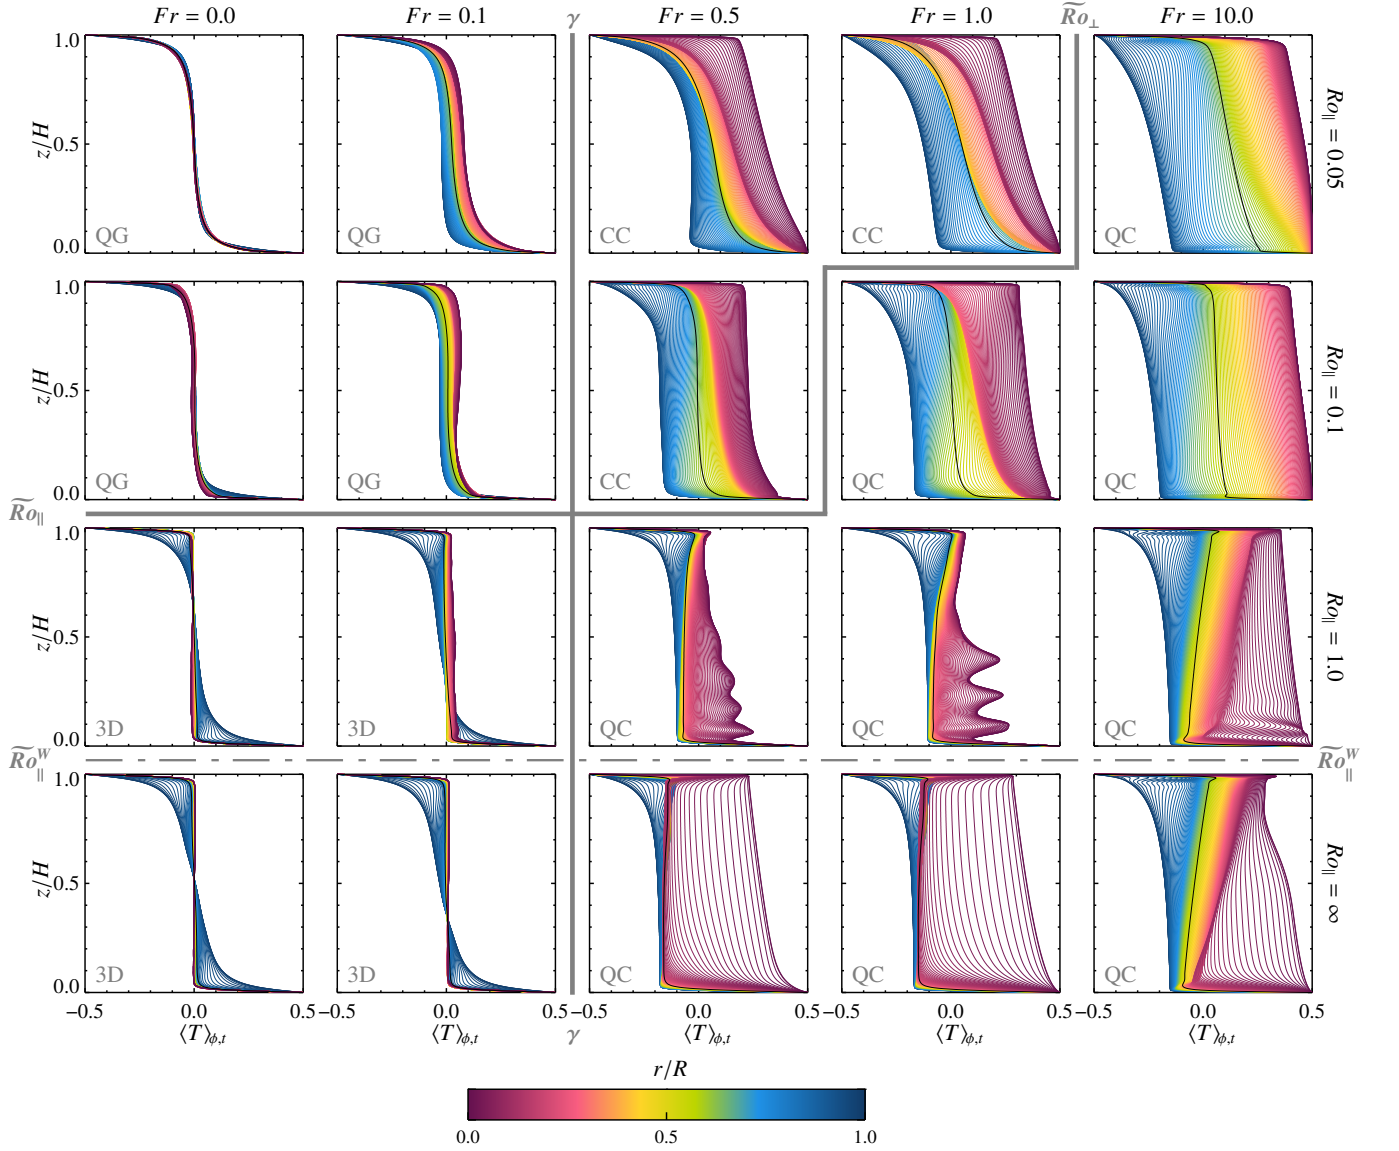 Fr = 0.0 Fr = 0.1 γ Fr = 0.5 Fr = 1.0 R͠o⊥ Fr = 10.0
1.0
z/H 0.5 Ro∥ = 0.05
0.0 QG QG CC CC QC
1.0
z/H 0.5 Ro∥ = 0.1
0.0 QG QG CC QC QC
R͠o∥
1.0
z/H 0.5 Ro∥ = 1.0
0.0 3D 3D QC QC QC
R͠o∥^W R͠o∥^W
1.0
z/H 0.5 Ro∥ = ∞
0.0 3D 3D QC QC QC
−0.5 0.0 0.5 −0.5 0.0 0.5 −0.5 0.0 0.5 −0.5 0.0 0.5 −0.5 0.0 0.5
⟨T⟩ϕ,t ⟨T⟩ϕ,t γ ⟨T⟩ϕ,t ⟨T⟩ϕ,t ⟨T⟩ϕ,t
r/R
0.0 0.5 1.0